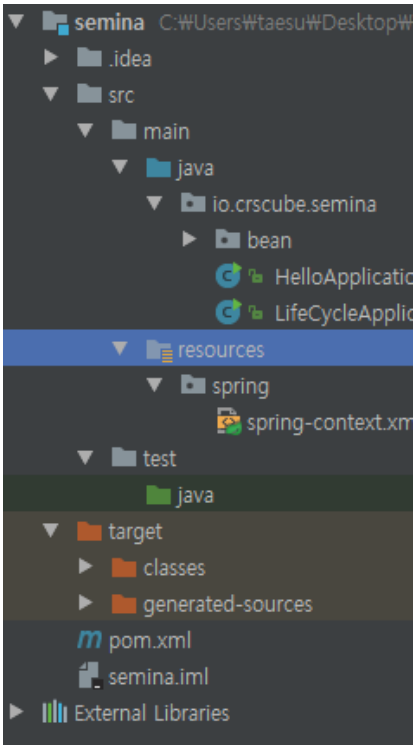 semina C:₩Users₩taesu₩Desktop₩
.idea
src
main
java
io.crscube.semina
bean
HelloApplicatic
LifeCycleApplic
resources
spring
spring-context.xm
test
java
target
classes
generated-sources
m pom.xml
semina.iml
External Libraries